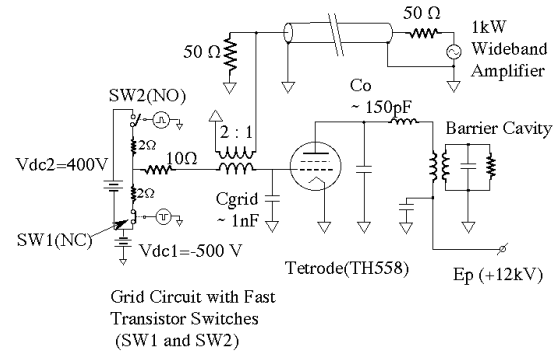 50 Ω
1kW
Wideband
Amplifier
50 Ω
Co
~ 150pF
SW2(NO)
2 : 1
Barrier Cavity
2Ω
10Ω
Vdc2=400V
2Ω
Cgrid
~ 1nF
SW1(NC)
Vdc1=-500 V
Tetrode(TH558)
Ep (+12kV)
Grid Circuit with Fast
Transistor Switches
(SW1 and SW2)